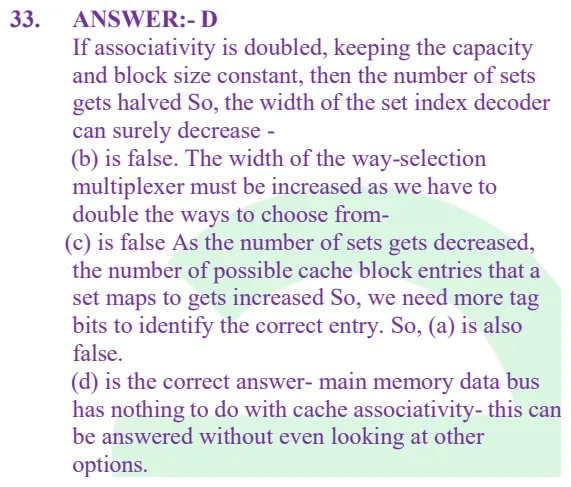 33. ANSWER:- D
If associativity is doubled, keeping the capacity
and block size constant, then the number of sets
gets halved So, the width of the set index decoder
can surely decrease -
(b) is false. The width of the way-selection
multiplexer must be increased as we have to
double the ways to choose from-
(c) is false As the number of sets gets decreased,
the number of possible cache block entries that a
set maps to gets increased So, we need more tag
bits to identify the correct entry. So, (a) is also
false.
(d) is the correct answer- main memory data bus
has nothing to do with cache associativity- this can
be answered without even looking at other
options.